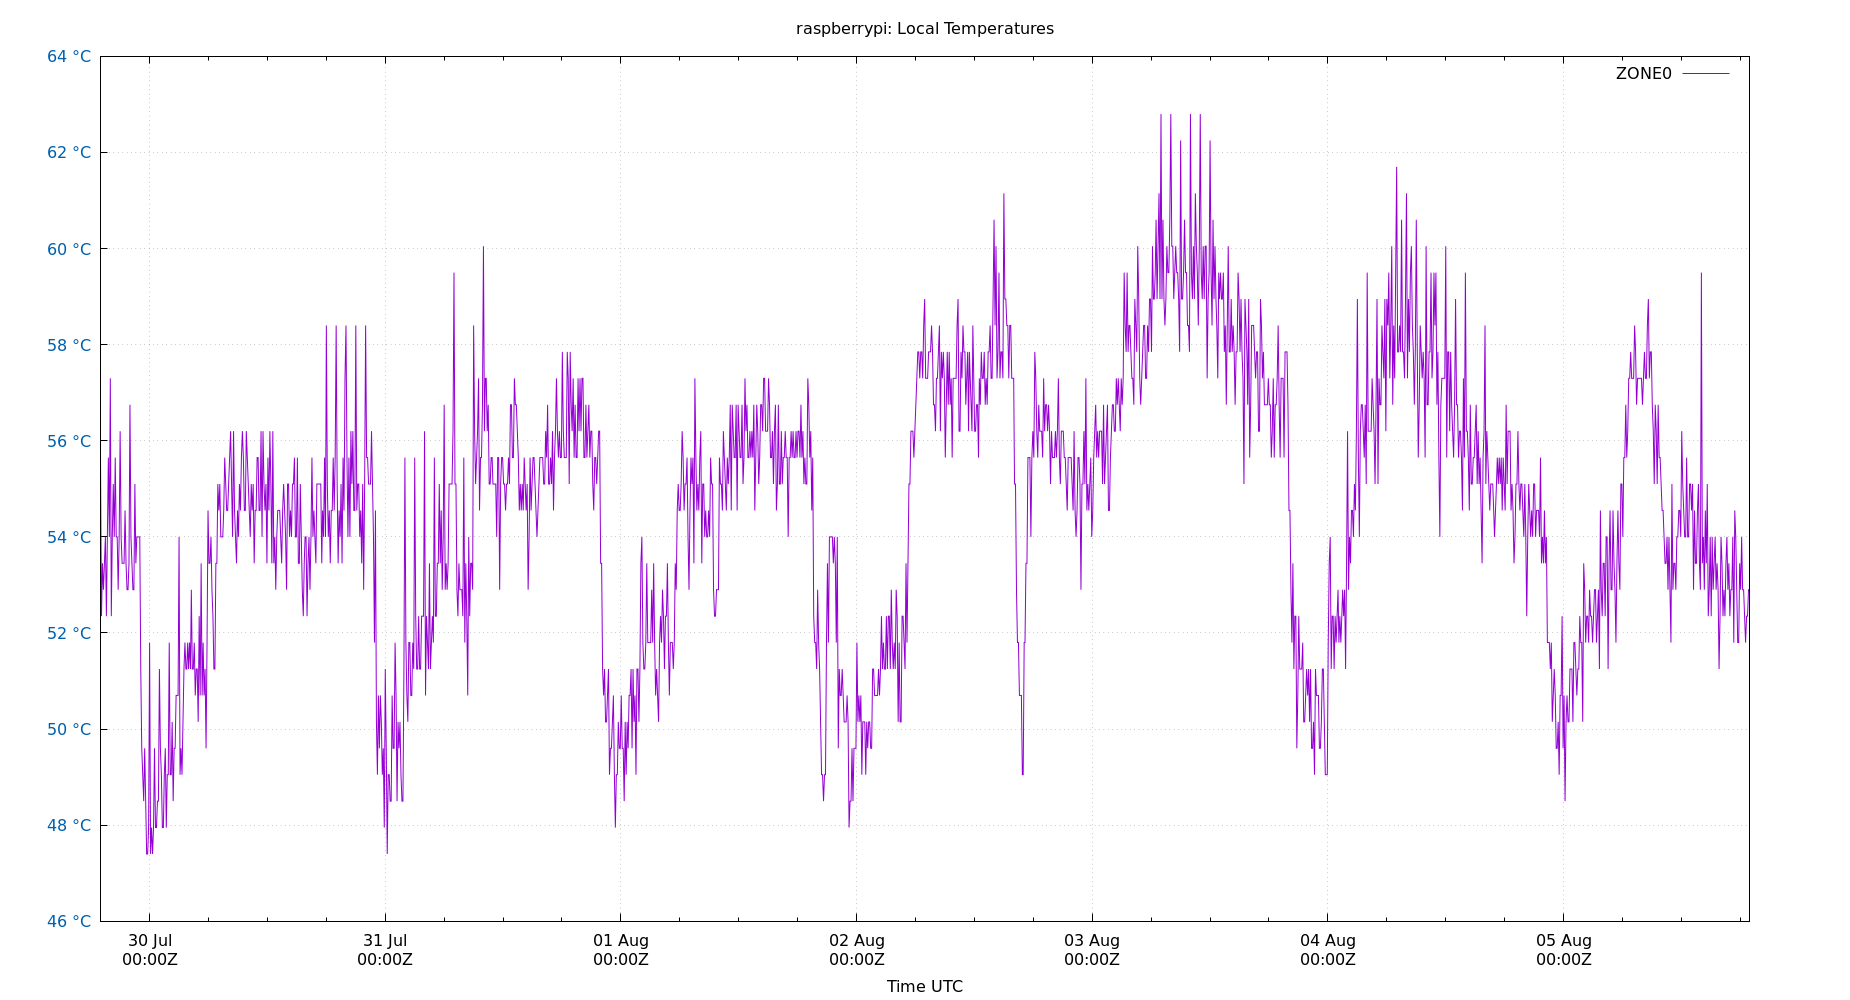 raspberrypi: Local Temperatures
64 °C
ZONE0
62 °C
60 °C
58 °C
56 °C
54 °C
52 °C
50 °C
48 °C
46 °C
30 Jul 31 Jul 01 Aug 02 Aug 03 Aug 04 Aug 05 Aug
00:00Z 00:00Z 00:00Z 00:00Z 00:00Z 00:00Z 00:00Z
Time UTC